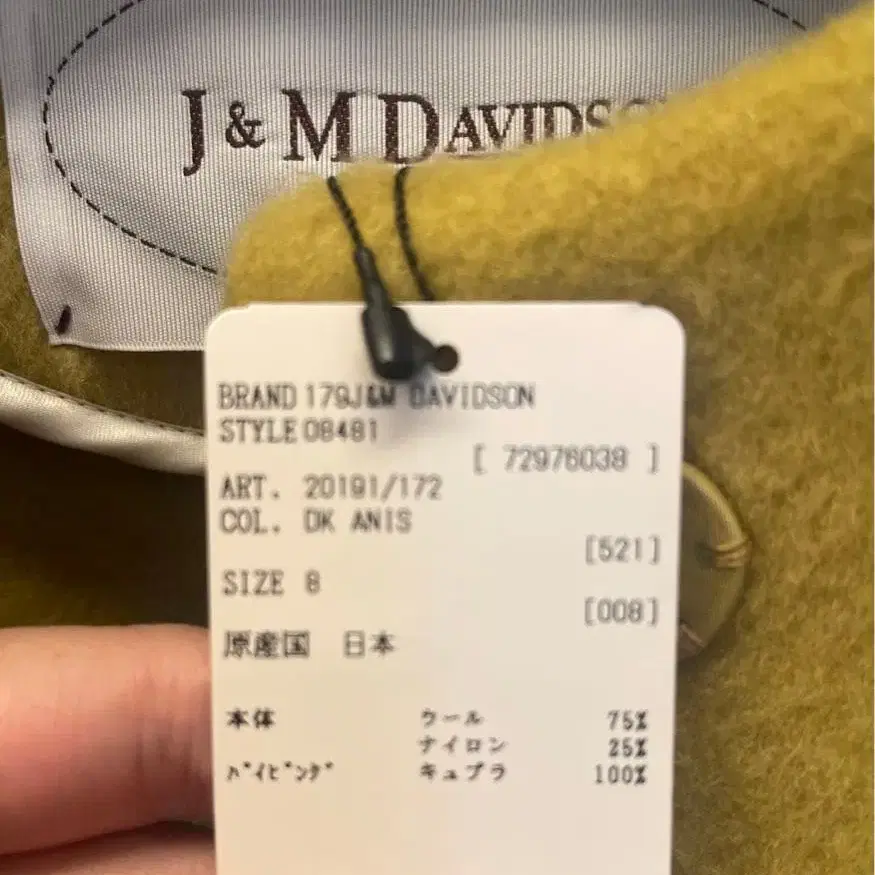 J & M DAVIDSO
BRAND 179J&M DAVIDSON
STYLE 08481
[ 72976038 ]
ART. 20191/172
COL. DK ANIS
[521]
SIZE 8
[008]
原産国 日本
本体 ウール 75%
ナイロン 25%
パイピング キュプラ 100%